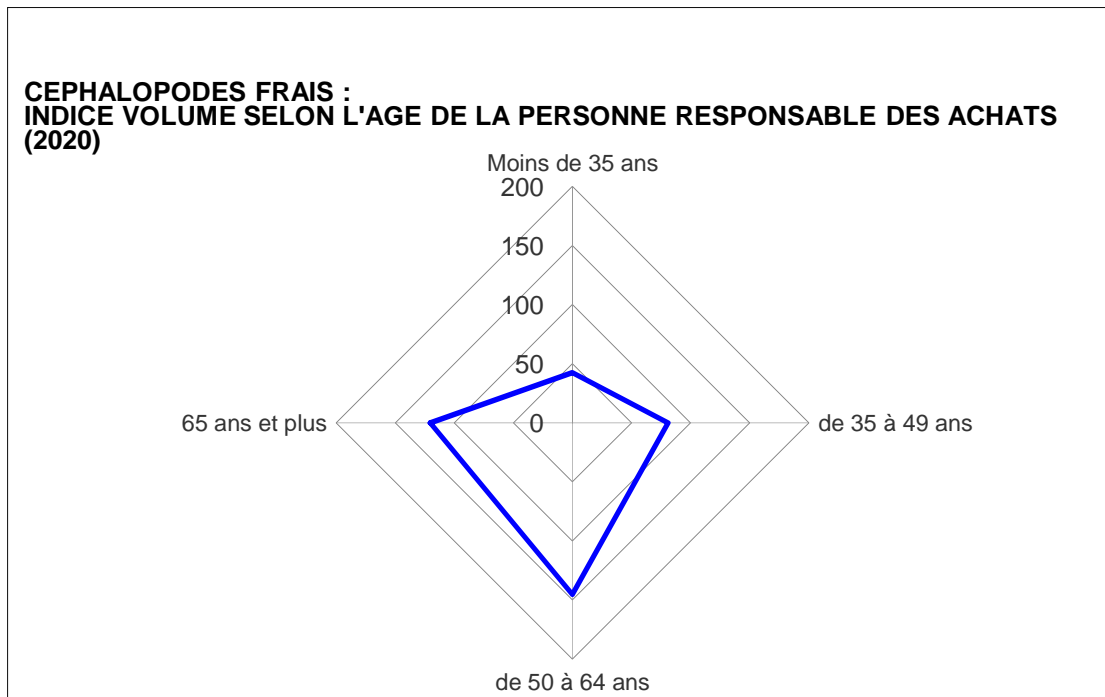 CEPHALOPODES FRAIS :
INDICE VOLUME SELON L'AGE DE LA PERSONNE RESPONSABLE DES ACHATS
(2020)
Moins de 35 ans
200
150
100
50
0
65 ans et plus
de 35 à 49 ans
de 50 à 64 ans